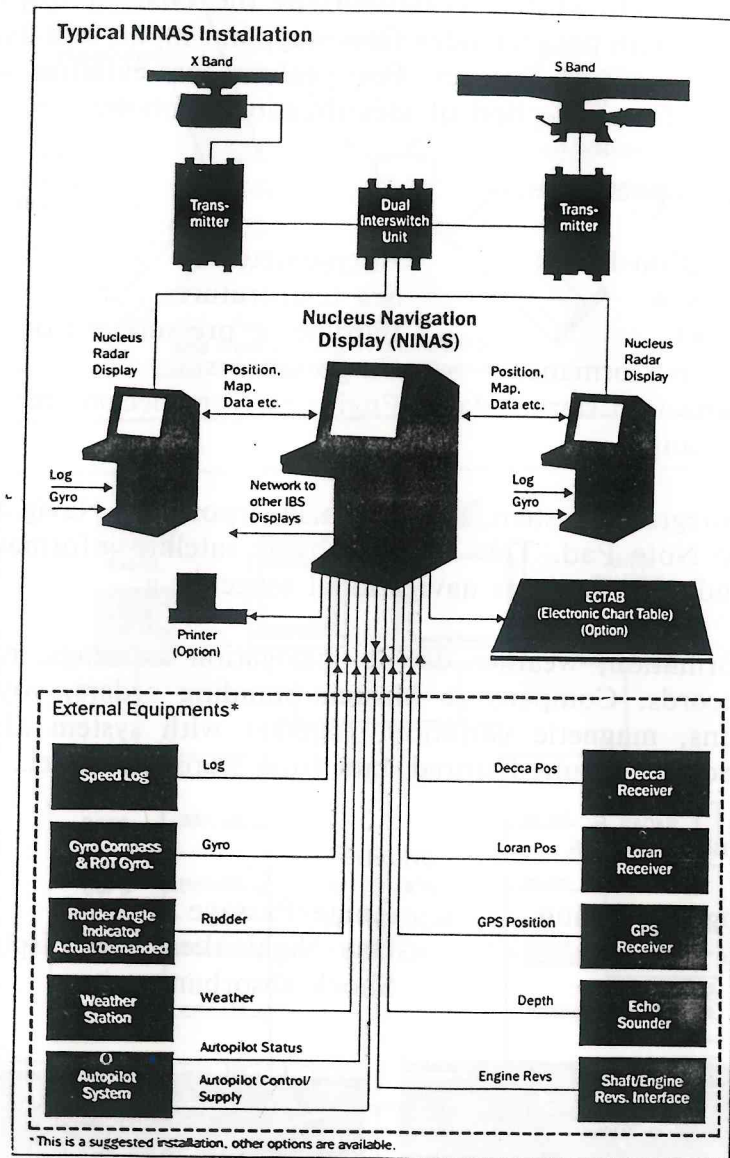 Typical NINAS Installation
X Band
S Band
Trans-
mitter
Dual
Interswitch
Unit
Trans-
mitter
Nucleus Navigation
Display (NINAS)
Nucleus
Radar
Display
Position,
Map,
Data etc.
Position,
Map,
Data etc.
Nucleus
Radar
Display
Log
Gyro
Network to
other IBS
Displays
Log
Gyro
Printer
(Option)
ECTAB
(Electronic Chart Table)
(Option)
External Equipments*
Speed Log
Log
Decca Pos
Decca
Receiver
Gyro Compass
& ROT Gyro.
Gyro
Loran Pos
Loran
Receiver
Rudder Angle
Indicator
Actual/Demanded
Rudder
GPS Position
GPS
Receiver
Weather
Station
Weather
Depth
Echo
Sounder
Autopilot
System
Autopilot Status
Autopilot Control/
Supply
Engine Revs
Shaft/Engine
Revs. Interface
*This is a suggested installation, other options are available.